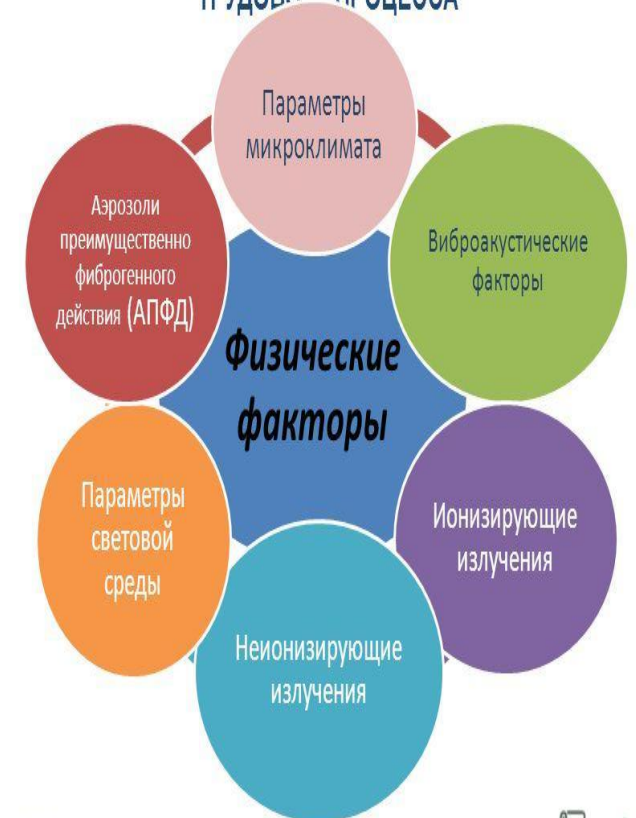 Параметры
микроклимата
Виброакустические
факторы
Ионизирующие
излучения
Неионизирующие
излучения
Параметры
световой
среды
Аэрозоли
преимущественно
фиброгенного
действия (АПФД)
Физические
факторы